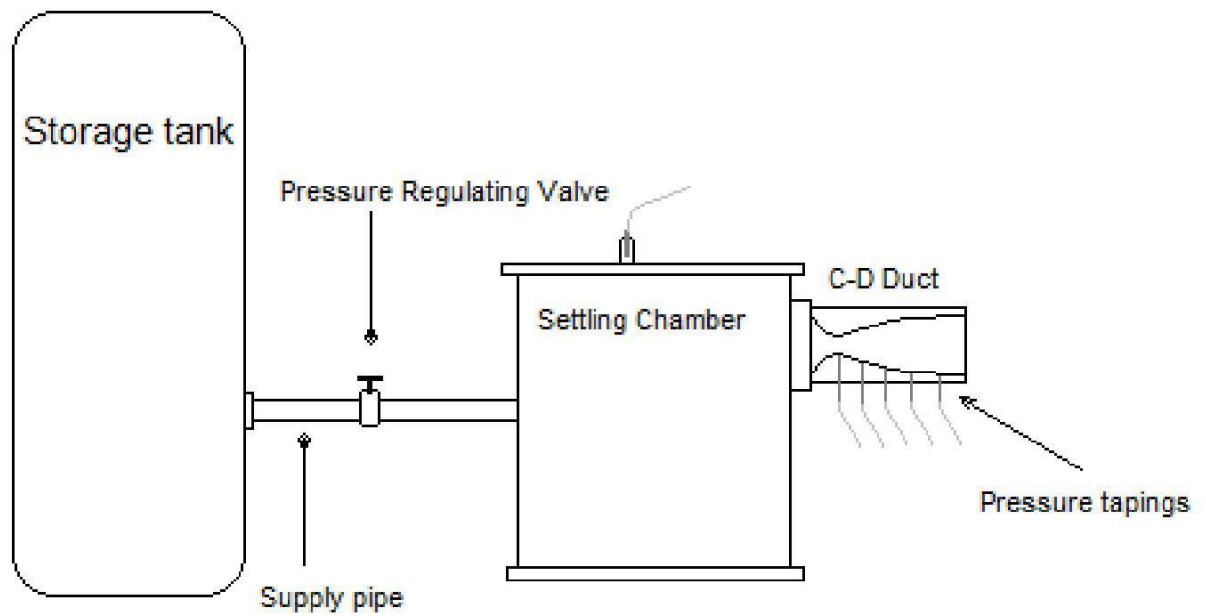 Storage tank
Pressure Regulating Valve
C-D Duct
Settling Chamber
Pressure tapings
Supply pipe